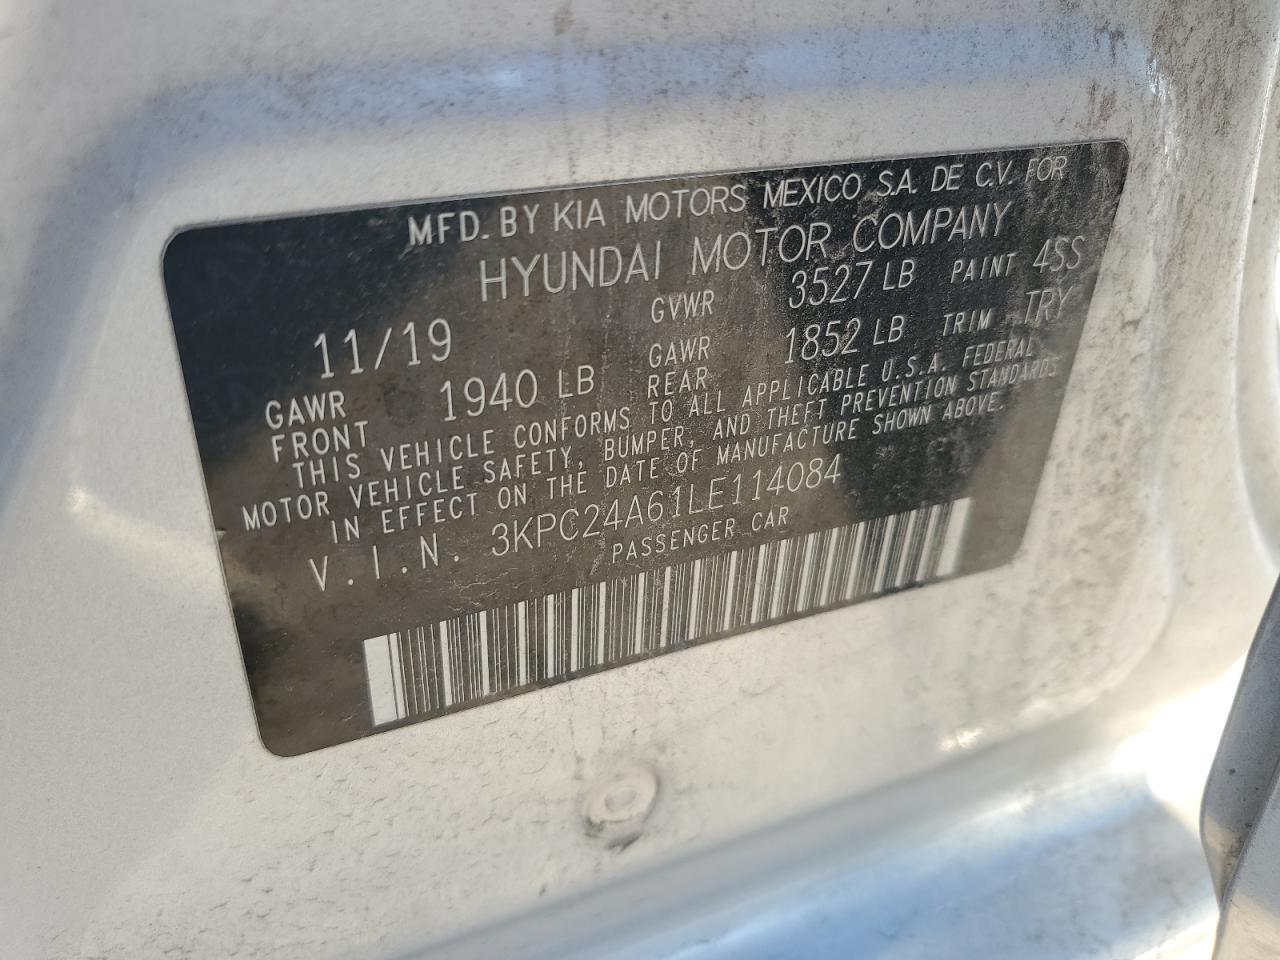 MFD. BY KIA MOTORS MEXICO S.A. DE C.V. FOR
HYUNDAI MOTOR COMPANY
11/19 GVWR 3527 LB PAINT 4SS
GAWR FRONT 1940 LB GAWR REAR 1852 LB TRIM TRY
THIS VEHICLE CONFORMS TO ALL APPLICABLE U.S.A. FEDERAL
MOTOR VEHICLE SAFETY, BUMPER, AND THEFT PREVENTION STANDARDS
IN EFFECT ON THE DATE OF MANUFACTURE SHOWN ABOVE.
V.I.N. 3KPC24A61LE114084
PASSENGER CAR